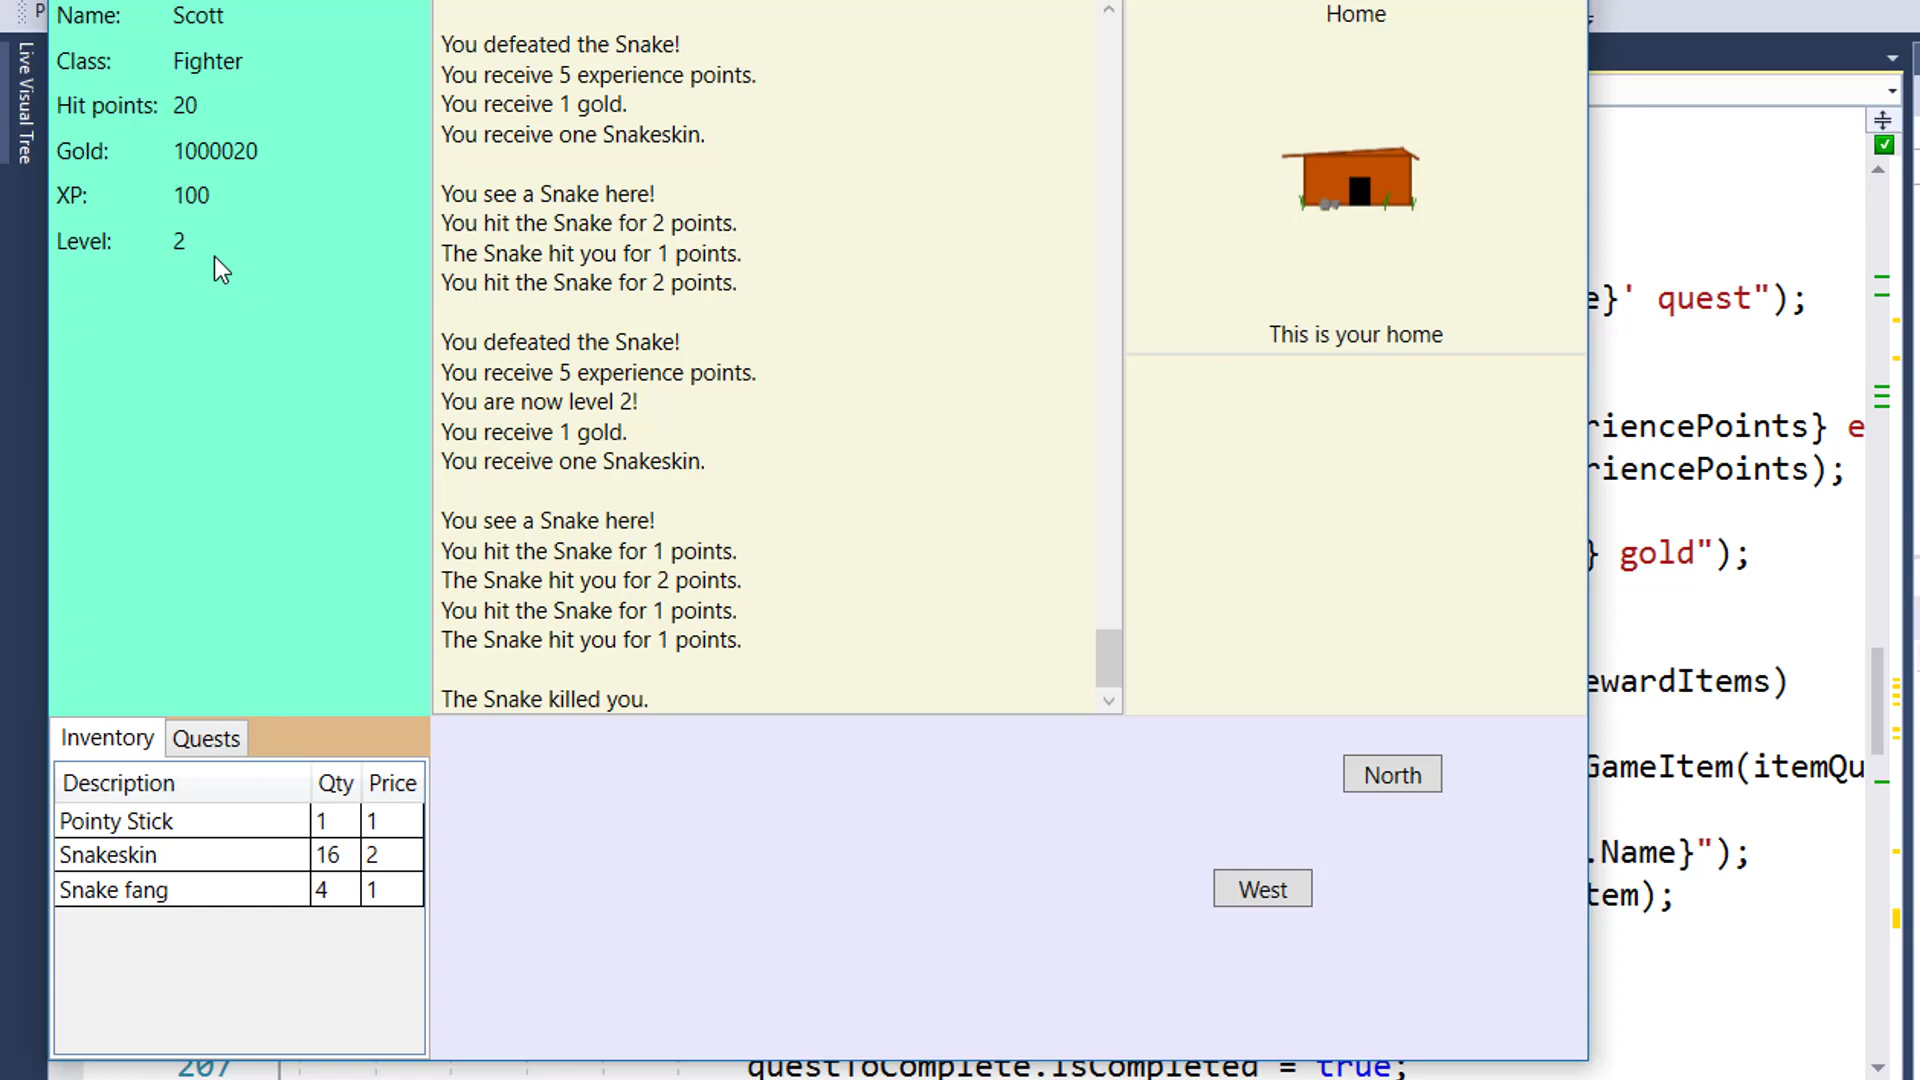 P
Live Visual Tree
Name: Scott
Class: Fighter
Hit points: 20
Gold: 1000020
XP: 100
Level: 2
You defeated the Snake!
You receive 5 experience points.
You receive 1 gold.
You receive one Snakeskin.
You see a Snake here!
You hit the Snake for 2 points.
The Snake hit you for 1 points.
You hit the Snake for 2 points.
You defeated the Snake!
You receive 5 experience points.
You are now level 2!
You receive 1 gold.
You receive one Snakeskin.
You see a Snake here!
You hit the Snake for 1 points.
The Snake hit you for 2 points.
You hit the Snake for 1 points.
The Snake hit you for 1 points.
The Snake killed you.
Home
This is your home
Inventory Quests
Description Qty Price
Pointy Stick 1 1
Snakeskin 16 2
Snake fang 4 1
North
West
e}' quest");
riencePoints} e
riencePoints);
} gold");
ewardItems)
GameItem(itemQu
.Name}");
tem);
207 questToComplete.IsCompleted = true;